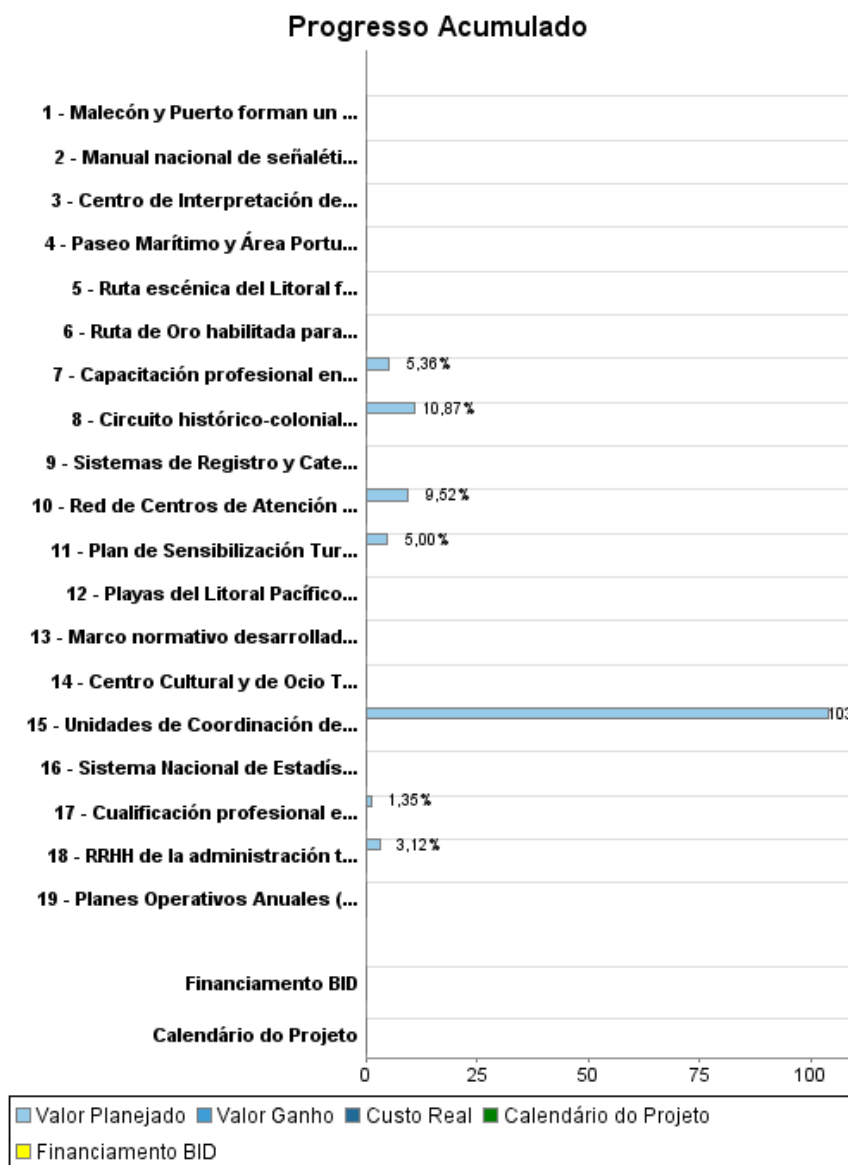 Progresso Acumulado
1 - Malecón y Puerto forman un ...
2 - Manual nacional de señaléti...
3 - Centro de Interpretación de...
4 - Paseo Marítimo y Área Portu...
5 - Ruta escénica del Litoral f...
6 - Ruta de Oro habilitada para...
7 - Capacitación profesional en...
5,36%
8 - Circuito histórico-colonial...
10,87%
9 - Sistemas de Registro y Cate...
10 - Red de Centros de Atención ...
9,52%
11 - Plan de Sensibilización Tur...
5,00%
12 - Playas del Litoral Pacífico...
13 - Marco normativo desarrollad...
14 - Centro Cultural y de Ocio T...
15 - Unidades de Coordinación de...
103
16 - Sistema Nacional de Estadís...
17 - Cualificación profesional e...
1,35%
18 - RRHH de la administración t...
3,12%
19 - Planes Operativos Anuales (...
Financiamento BID
Calendário do Projeto
0 25 50 75 100
Valor Planejado Valor Ganho Custo Real Calendário do Projeto
Financiamento BID